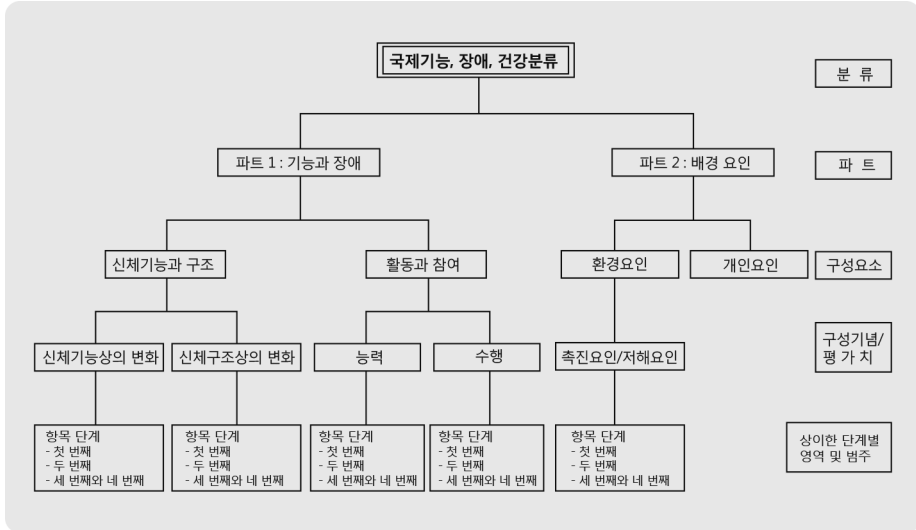 국제기능, 장애, 건강분류
분 류
파트 1 : 기능과 장애
파트 2 : 배경 요인
파 트
신체기능과 구조
활동과 참여
환경요인
개인요인
구성요소
신체기능상의 변화
신체구조상의 변화
능력
수행
촉진요인/저해요인
구성기념/
평 가 치
항목 단계
- 첫 번째
- 두 번째
- 세 번째와 네 번째
항목 단계
- 첫 번째
- 두 번째
- 세 번째와 네 번째
항목 단계
- 첫 번째
- 두 번째
- 세 번째와 네 번째
항목 단계
- 첫 번째
- 두 번째
- 세 번째와 네 번째
항목 단계
- 첫 번째
- 두 번째
- 세 번째와 네 번째
상이한 단계별
영역 및 범주